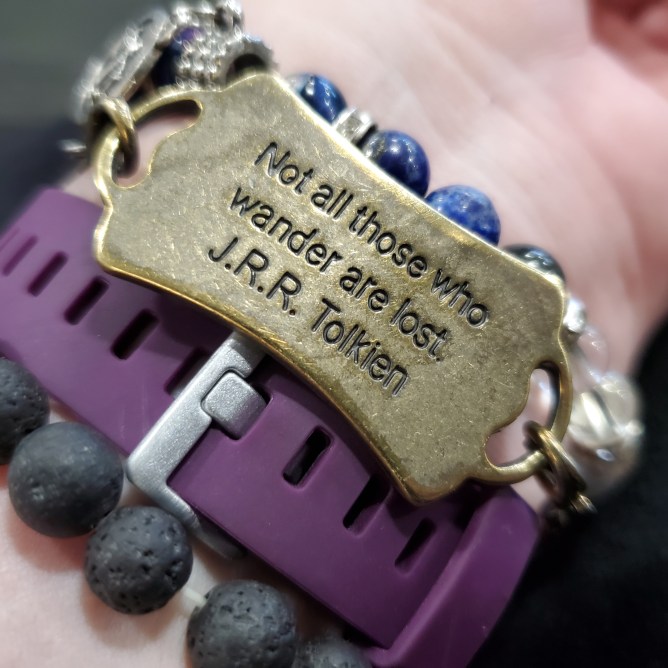 Not all those who
wander are lost.
J.R.R. Tolkien